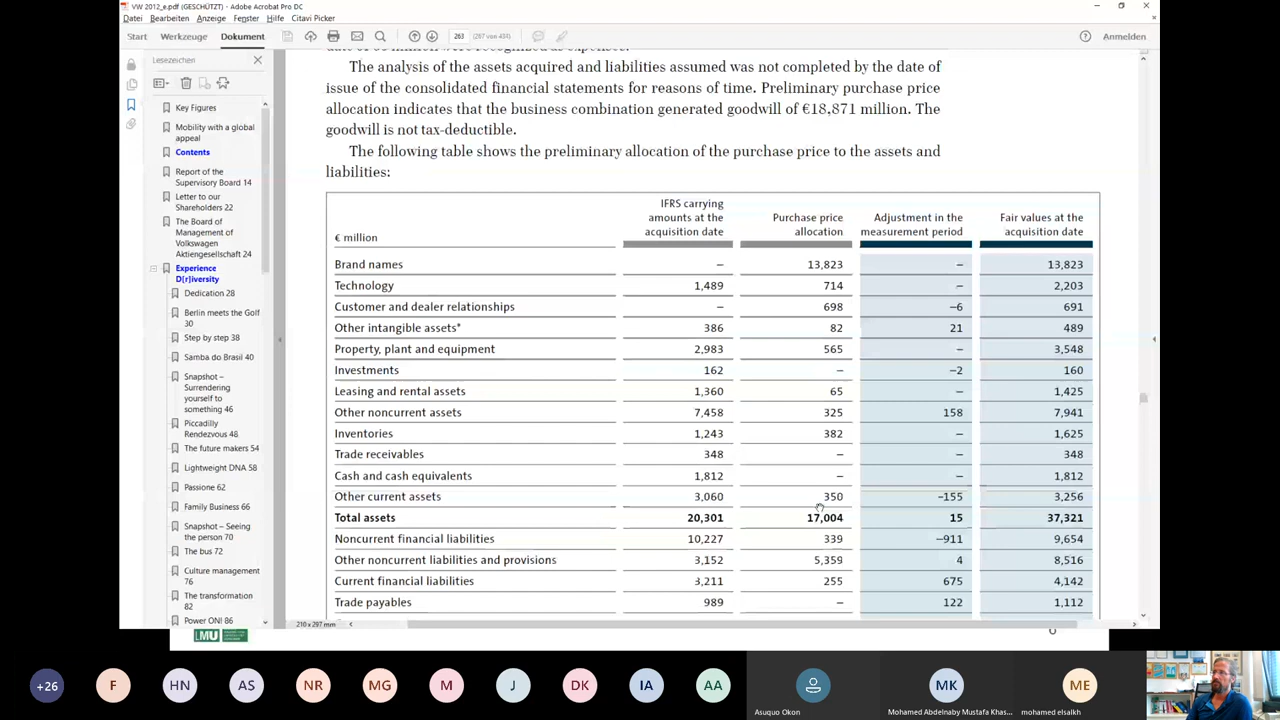 VW 2012_e.pdf (GESCHÜTZT) - Adobe Acrobat Pro DC
Datei Bearbeiten Anzeige Fenster Hilfe Citavi Picker
Start Werkzeuge Dokument 263 (297 von 434) Anmelden
Lesezeichen
Key Figures
Mobility with a global
appeal
Contents
Report of the
Supervisory Board 14
Letter to our
Shareholders 22
The Board of
Management of
Volkswagen
Aktiengesellschaft 24
Experience
D[r]iversity
Dedication 28
Berlin meets the Golf
30
Step by step 38
Samba do Brasil 40
Snapshot –
Surrendering
yourself to
something 46
Piccadilly
Rendezvous 48
The future makers 54
Lightweight DNA 58
Passione 62
Family Business 66
Snapshot – Seeing
the person 70
The bus 72
Culture management
76
The transformation
82
Power ON! 86
210 x 297 mm
The analysis of the assets acquired and liabilities assumed was not completed by the date of
issue of the consolidated financial statements for reasons of time. Preliminary purchase price
allocation indicates that the business combination generated goodwill of €18,871 million. The
goodwill is not tax-deductible.
The following table shows the preliminary allocation of the purchase price to the assets and
liabilities:
€ million IFRS carrying amounts at the acquisition date Purchase price allocation Adjustment in the measurement period Fair values at the acquisition date
Brand names – 13,823 – 13,823
Technology 1,489 714 – 2,203
Customer and dealer relationships – 698 –6 691
Other intangible assets* 386 82 21 489
Property, plant and equipment 2,983 565 – 3,548
Investments 162 – –2 160
Leasing and rental assets 1,360 65 – 1,425
Other noncurrent assets 7,458 325 158 7,941
Inventories 1,243 382 – 1,625
Trade receivables 348 – – 348
Cash and cash equivalents 1,812 – – 1,812
Other current assets 3,060 350 –155 3,256
Total assets 20,301 17,004 15 37,321
Noncurrent financial liabilities 10,227 339 –911 9,654
Other noncurrent liabilities and provisions 3,152 5,359 4 8,516
Current financial liabilities 3,211 255 675 4,142
Trade payables 989 – 122 1,112
LMU
+26 F HN AS NR MG M J DK IA AA MK ME
Asuquo Okon Mohamed Abdelnaby Mustafa Khas... mohamed elsalkh